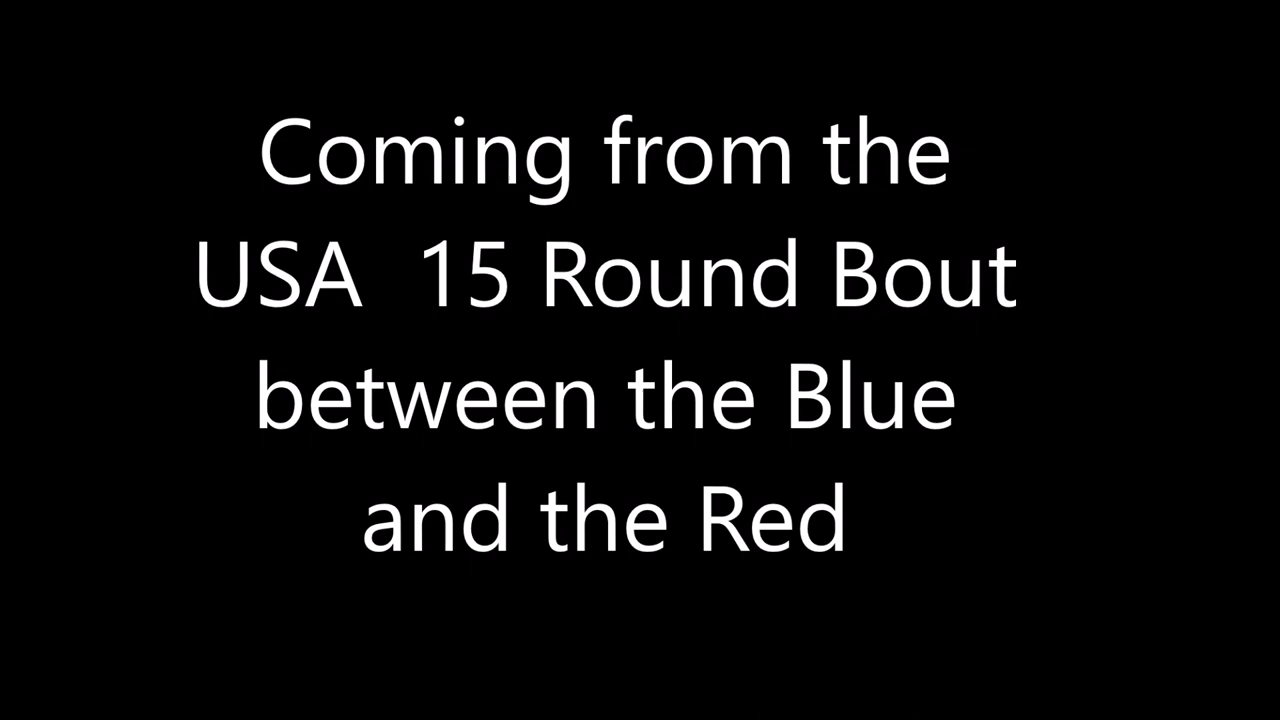 Coming from the
USA  15 Round Bout
between the Blue
and the Red